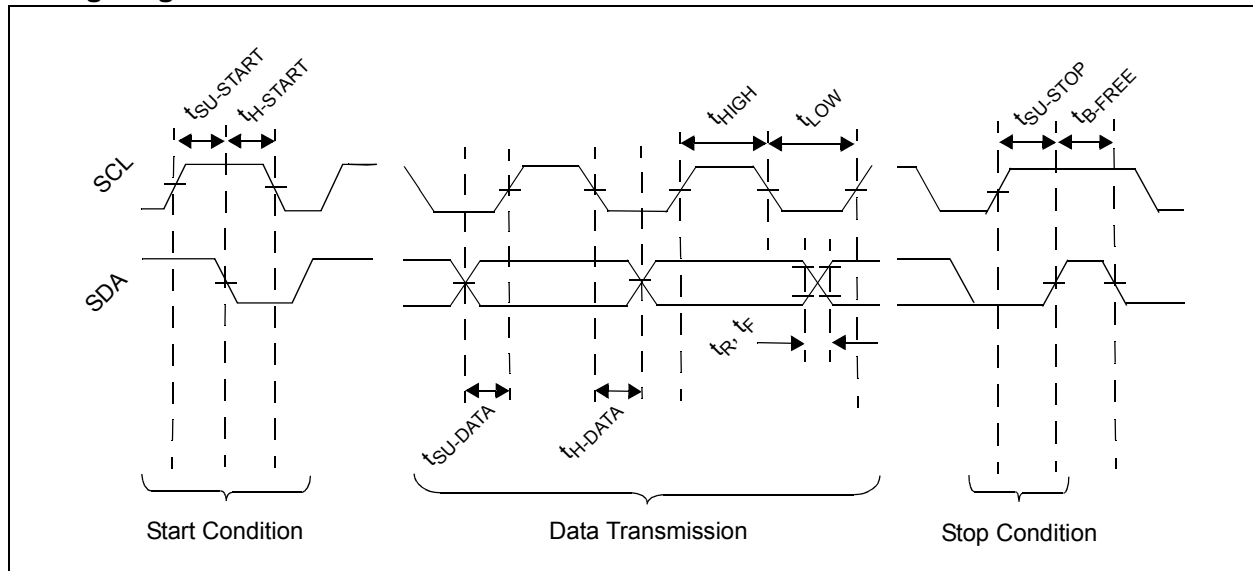 tSU-START
tH-START
tHIGH
tLOW
tSU-STOP
tB-FREE
SCL
SDA
tR, tF
tSU-DATA
tH-DATA
Start Condition
Data Transmission
Stop Condition